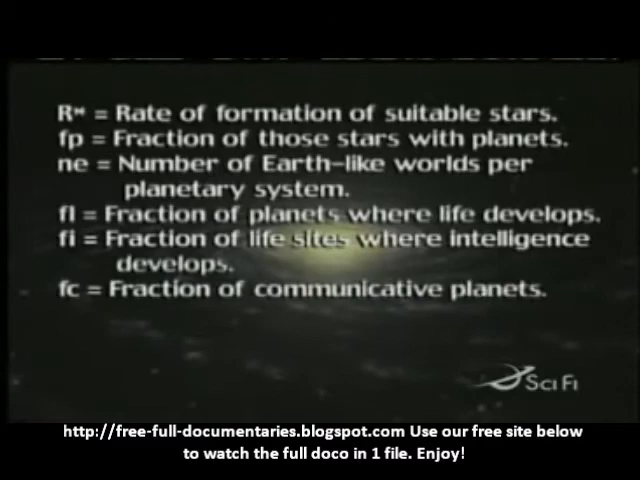 R* = Rate of formation of suitable stars.
fp = Fraction of those stars with planets.
ne = Number of Earth-like worlds per
planetary system.
fl = Fraction of planets where life develops.
fi = Fraction of life sites where intelligence
develops.
fc = Fraction of communicative planets.
SCI FI
http://free-full-documentaries.blogspot.com Use our free site below
to watch the full doco in 1 file. Enjoy!